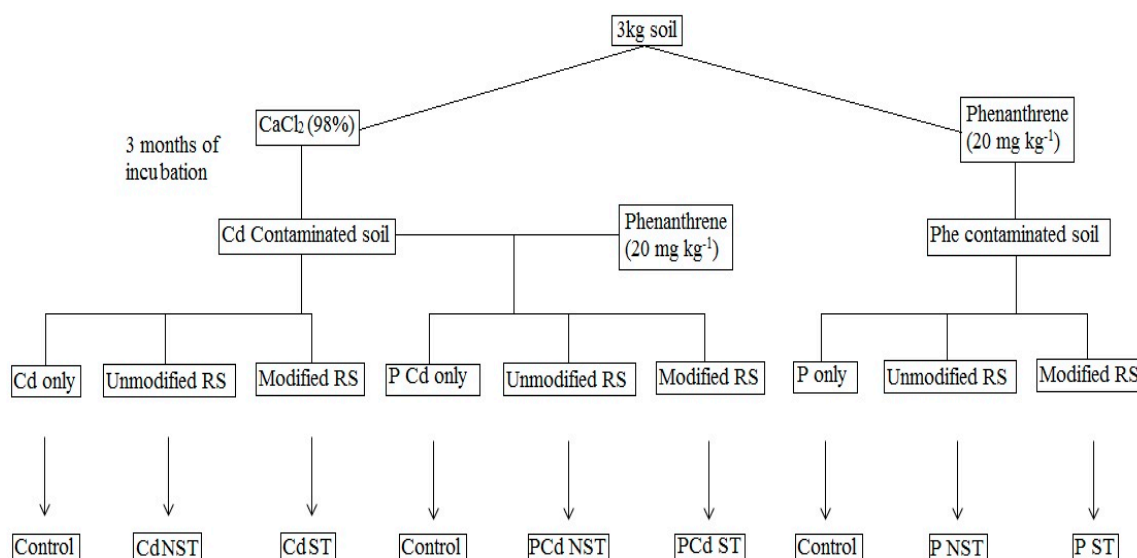 3kg soil
CaCl₂ (98%)
Phenanthrene
(20 mg kg⁻¹)
3 months of
incubation
Cd Contaminated soil
Phenanthrene
(20 mg kg⁻¹)
Phe contaminated soil
Cd only
Unmodified RS
Modified RS
P Cd only
Unmodified RS
Modified RS
P only
Unmodified RS
Modified RS
Control
CdNST
CdST
Control
PCd NST
PCd ST
Control
P NST
P ST